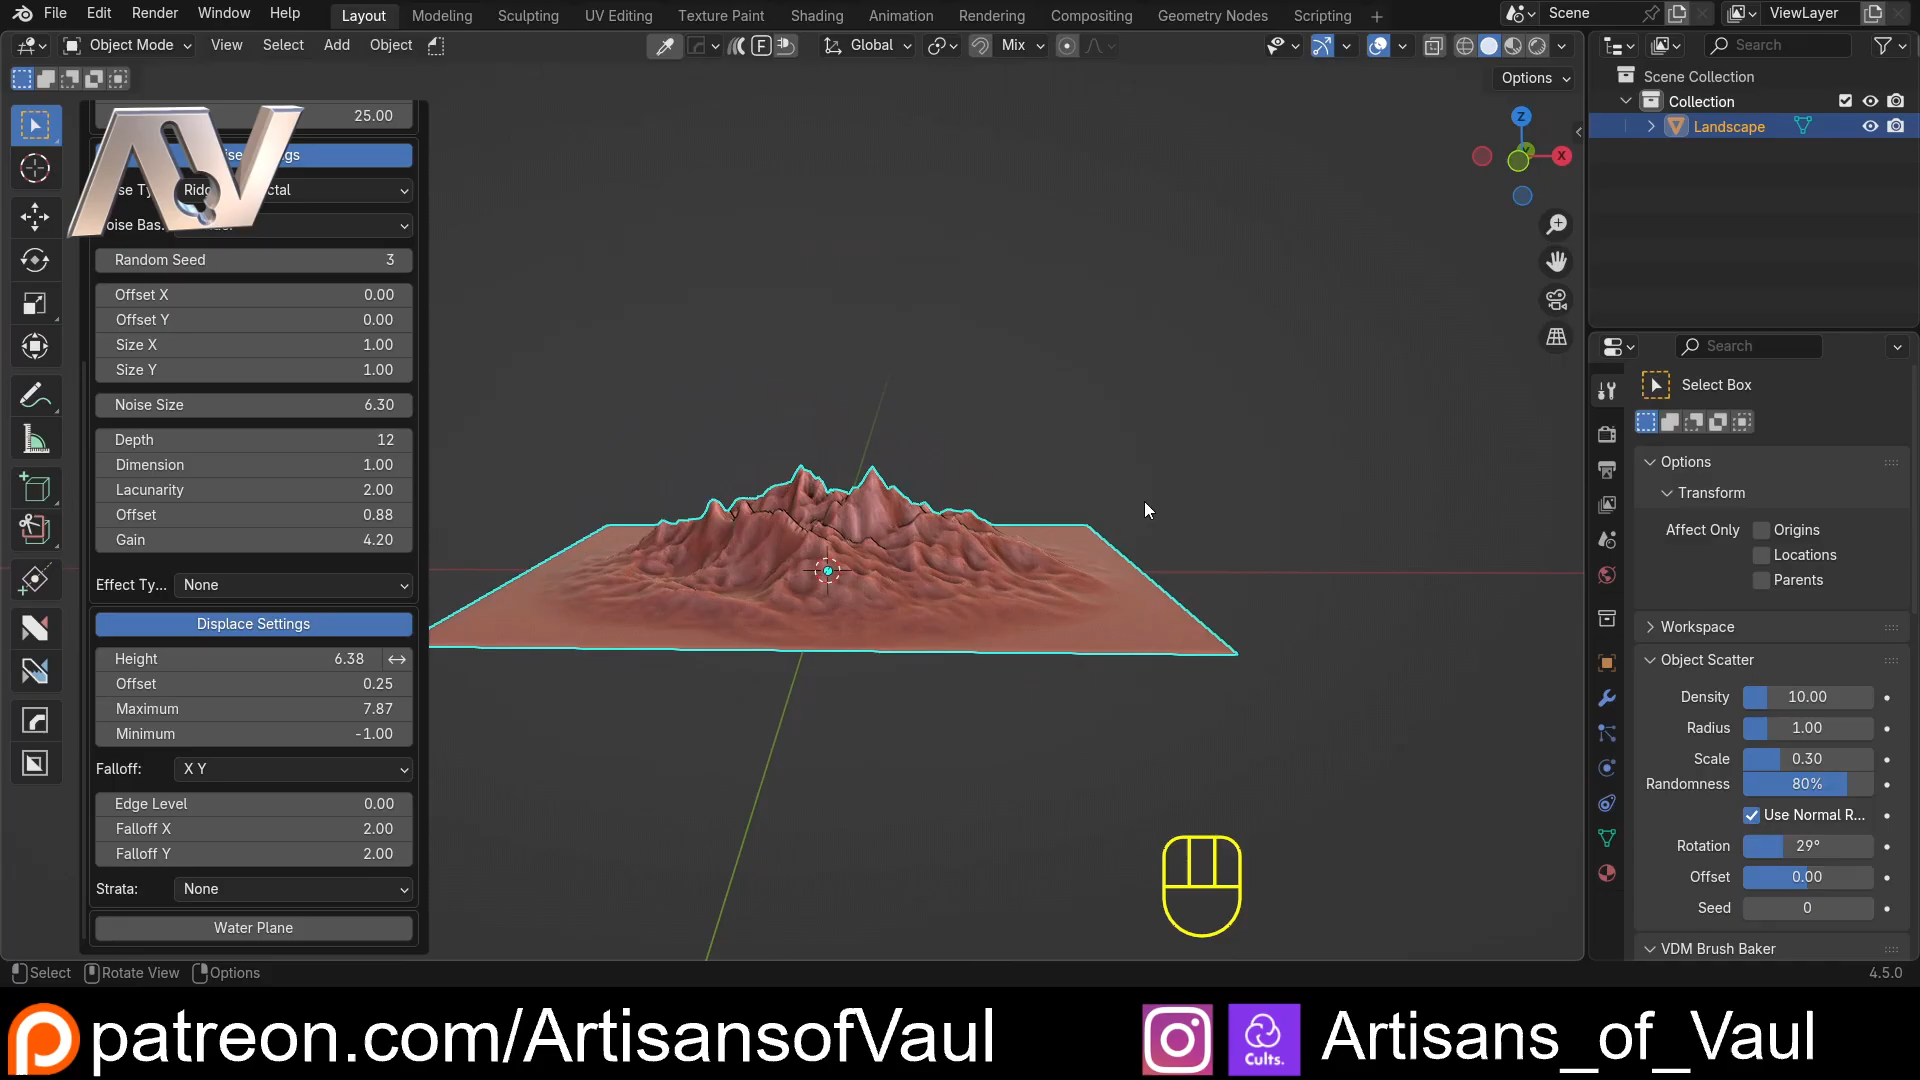 File Edit Render Window Help Layout Modeling Sculpting UV Editing Texture Paint Shading Animation Rendering Compositing Geometry Nodes Scripting Scene ViewLayer
Object Mode View Select Add Object Global Mix Search
Options
Scene Collection
Collection
Landscape
Z
X
25.00
Random Seed 3
Offset X 0.00
Offset Y 0.00
Size X 1.00
Size Y 1.00
Noise Size 6.30
Depth 12
Dimension 1.00
Lacunarity 2.00
Offset 0.88
Gain 4.20
Effect Ty... None
Displace Settings
Height 6.38
Offset 0.25
Maximum 7.87
Minimum -1.00
Falloff: X Y
Edge Level 0.00
Falloff X 2.00
Falloff Y 2.00
Strata: None
Water Plane
Search
Select Box
Options
Transform
Affect Only Origins
Locations
Parents
Workspace
Object Scatter
Density 10.00
Radius 1.00
Scale 0.30
Randomness 80%
Use Normal R...
Rotation 29°
Offset 0.00
Seed 0
VDM Brush Baker
Select Rotate View Options 4.5.0
patreon.com/ArtisansofVaul Cults. Artisans_of_Vaul